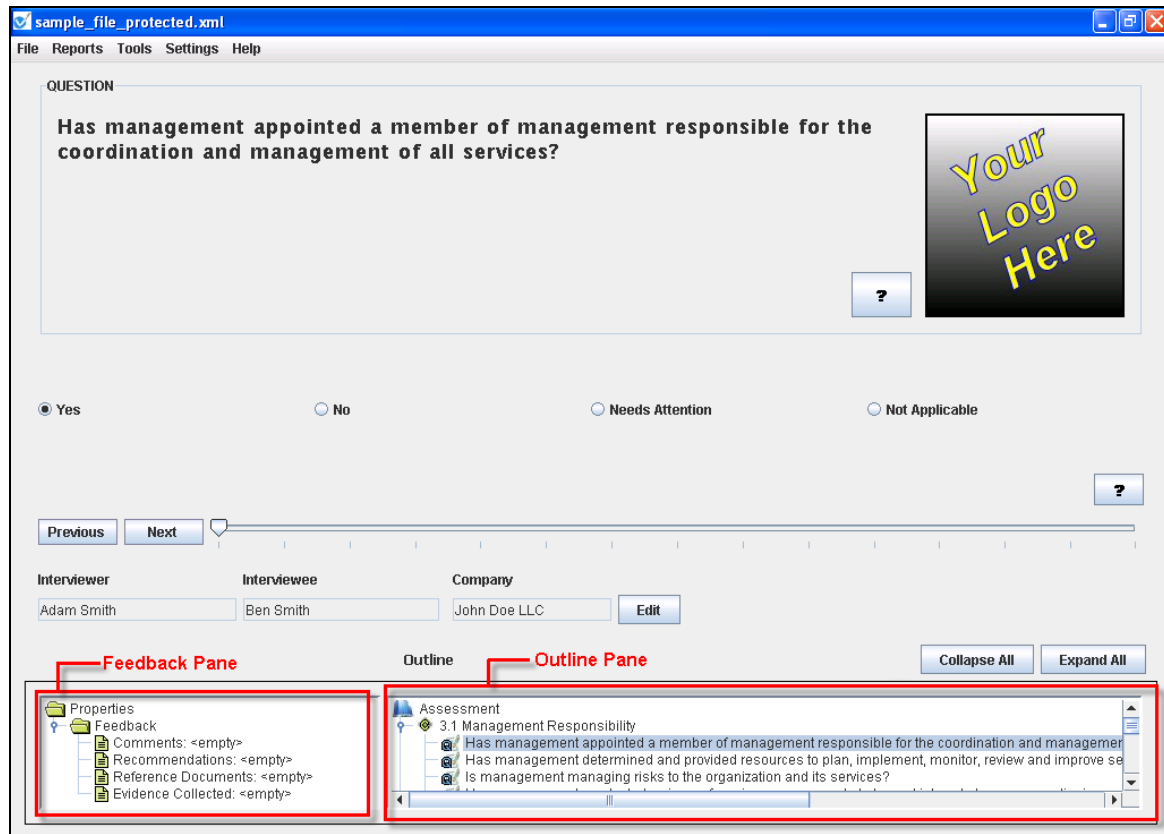 sample_file_protected.xml
File Reports Tools Settings Help
QUESTION
Has management appointed a member of management responsible for the
coordination and management of all services?
Your
Logo
Here
?
Yes No Needs Attention Not Applicable
?
Previous Next
Interviewer Interviewee Company
Adam Smith Ben Smith John Doe LLC Edit
Feedback Pane Outline Outline Pane Collapse All Expand All
Properties
Feedback
Comments: <empty>
Recommendations: <empty>
Reference Documents: <empty>
Evidence Collected: <empty>
Assessment
3.1 Management Responsibility
Has management appointed a member of management responsible for the coordination and managemen
Has management determined and provided resources to plan, implement, monitor, review and improve se
Is management managing risks to the organization and its services?